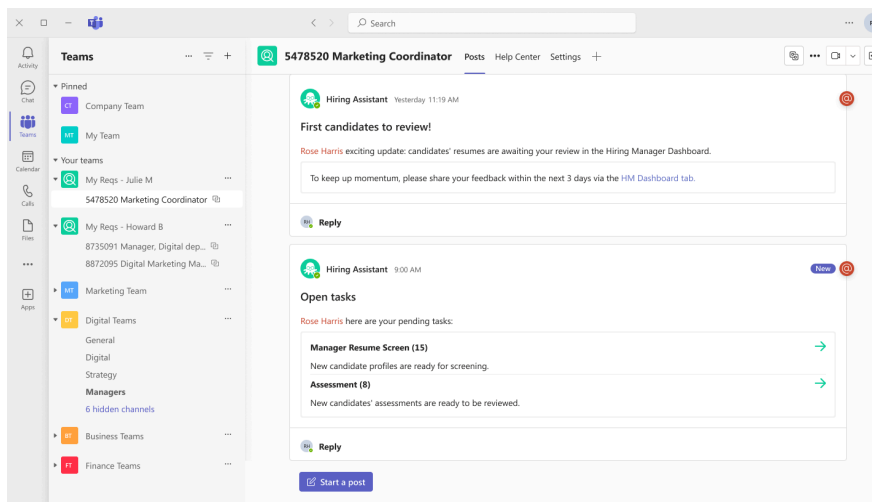 Search
Activity
Chat
Teams
Calendar
Calls
Files
Apps
Teams
Pinned
CT Company Team
MT My Team
Your teams
My Reqs - Julie M
5478520 Marketing Coordinator
My Reqs - Howard B
8735091 Manager, Digital dep...
8872095 Digital Marketing Ma...
MT Marketing Team
DT Digital Teams
General
Digital
Strategy
Managers
6 hidden channels
BT Business Teams
FT Finance Teams
5478520 Marketing Coordinator Posts Help Center Settings
Hiring Assistant Yesterday 11:19 AM
First candidates to review!
Rose Harris exciting update: candidates' resumes are awaiting your review in the Hiring Manager Dashboard.
To keep up momentum, please share your feedback within the next 3 days via the HM Dashboard tab.
RH Reply
Hiring Assistant 9:00 AM New
Open tasks
Rose Harris here are your pending tasks:
Manager Resume Screen (15)
New candidate profiles are ready for screening.
Assessment (8)
New candidates' assessments are ready to be reviewed.
RH Reply
Start a post